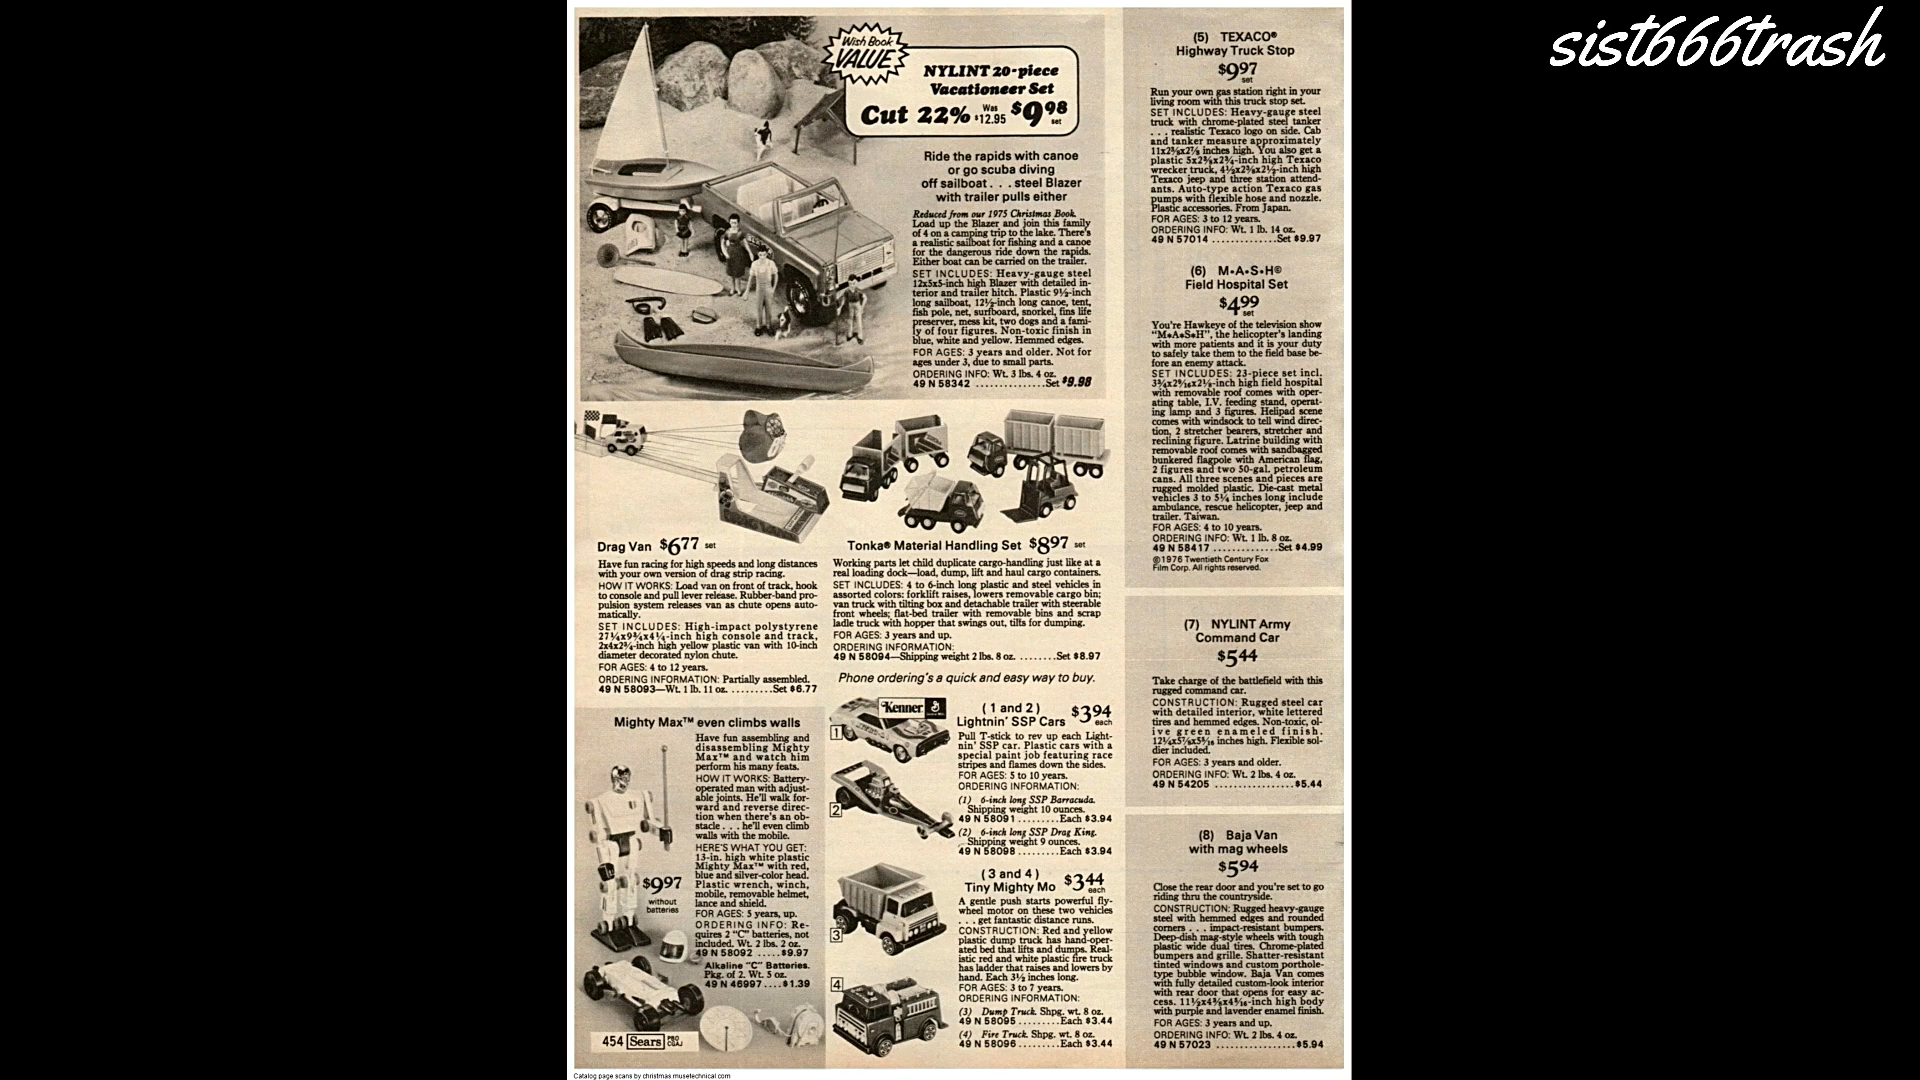 sist666trash
Wish Book
VALUE
NYLINT 20-piece
Vacationeer Set
Cut 22% Was $12.95 $9.98 set
Ride the rapids with canoe
or go scuba diving
off sailboat . . . steel Blazer
with trailer pulls either
Reduced from our 1975 Christmas Book.
Load up the Blazer and join this family
of 4 on a camping trip to the lake. There's
a realistic sailboat for fishing and a canoe
for the dangerous ride down the rapids.
Either boat can be carried on the trailer.
SET INCLUDES: Heavy-gauge steel
12x5x5-inch high Blazer with detailed in-
terior and trailer hitch. Plastic 9½-inch
long sailboat, 12½-inch long canoe, tent,
fish pole, net, surfboard, snorkel, fins life
preserver, mess kit, two dogs and a fami-
ly of four figures. Non-toxic finish in
blue, white and yellow. Hemmed edges.
FOR AGES: 3 years and older. Not for
ages under 3, due to small parts.
ORDERING INFO: Wt. 3 lbs. 4 oz.
49 N 58342 ...............Set $9.98
Drag Van $6.77 set
Have fun racing for high speeds and long distances
with your own version of drag strip racing.
HOW IT WORKS: Load van on front of track, hook
to console and pull lever release. Rubber-band pro-
pulsion system releases van as chute opens auto-
matically.
SET INCLUDES: High-impact polystyrene
27¼x9¾x4¼-inch high console and track,
2x4x2¾-inch high yellow plastic van with 10-inch
diameter decorated nylon chute.
FOR AGES: 4 to 12 years.
ORDERING INFORMATION: Partially assembled.
49 N 58093—Wt. 1 lb. 11 oz. .........Set $6.77
Tonka® Material Handling Set $8.97 set
Working parts let child duplicate cargo-handling just like at a
real loading dock—load, dump, lift and haul cargo containers.
SET INCLUDES: 4 to 6-inch long plastic and steel vehicles in
assorted colors: forklift raises, lowers removable cargo bin;
van truck with tilting box and detachable trailer with steerable
front wheels; flat-bed trailer with removable bins and scrap
ladle truck with hopper that swings out, tilts for dumping.
FOR AGES: 3 years and up.
ORDERING INFORMATION:
49 N 58094—Shipping weight 2 lbs. 8 oz. ........Set $8.97
Phone ordering's a quick and easy way to buy.
Mighty Max™ even climbs walls
Have fun assembling and
disassembling Mighty
Max™ and watch him
perform his many feats.
HOW IT WORKS: Battery-
operated man with adjust-
able joints. He'll walk for-
ward and reverse direc-
tion when there's an ob-
stacle . . . he'll even climb
walls with the mobile.
HERE'S WHAT YOU GET:
13-in. high white plastic
Mighty Max™ with red,
blue and silver-color head.
Plastic wrench, winch,
mobile, removable helmet,
lance and shield.
FOR AGES: 5 years, up.
ORDERING INFO: Re-
quires 2 "C" batteries, not
included. Wt. 2 lbs. 2 oz.
49 N 58092 .....$9.97
Alkaline "C" Batteries.
Pkg. of 2. Wt. 5 oz.
49 N 46997....$1.39
$9.97
without
batteries
454 Sears
Kenner
1
2
3
4
(1 and 2) $3.94 each
Lightnin' SSP Cars
Pull T-stick to rev up each Light-
nin' SSP car. Plastic cars with a
special paint job featuring race
stripes and flames down the sides.
FOR AGES: 5 to 10 years.
ORDERING INFORMATION:
(1) 6-inch long SSP Barracuda.
Shipping weight 10 ounces.
49 N 58091.........Each $3.94
(2) 6-inch long SSP Drag King.
Shipping weight 9 ounces.
49 N 58098.........Each $3.94
(3 and 4) $3.44 each
Tiny Mighty Mo
A gentle push starts powerful fly-
wheel motor on these two vehicles
. . . get fantastic distance runs.
CONSTRUCTION: Red and yellow
plastic dump truck has hand-oper-
ated bed that lifts and dumps. Real-
istic red and white plastic fire truck
has ladder that raises and lowers by
hand. Each 3½ inches long.
FOR AGES: 3 to 7 years.
ORDERING INFORMATION:
(3) Dump Truck. Shpg. wt. 8 oz.
49 N 58095.........Each $3.44
(4) Fire Truck. Shpg. wt. 8 oz.
49 N 58096.........Each $3.44
(5) TEXACO®
Highway Truck Stop
$9.97 set
Run your own gas station right in your
living room with this truck stop set.
SET INCLUDES: Heavy-gauge steel
truck with chrome-plated steel tanker
. . . realistic Texaco logo on side. Cab
and tanker measure approximately
inches high. You also get a
plastic Texaco
wrecker truck, high
Texaco jeep and three station attend-
ants. Auto-type action Texaco gas
pumps with flexible hose and nozzle.
Plastic accessories. From Japan.
FOR AGES: 3 to 12 years.
ORDERING INFO: Wt. 1 lb. 14 oz.
49 N 57014 .............Set $9.97
(6) M*A*S*H®
Field Hospital Set
$4.99 set
You're Hawkeye of the television show
"M*A*S*H", the helicopter's landing
with more patients and it is your duty
to safely take them to the field base be-
fore an enemy attack.
SET INCLUDES: 23-piece set incl.
high field hospital
with removable roof comes with oper-
ating table, I.V. feeding stand, operat-
ing lamp and 3 figures. Helipad scene
comes with windsock to tell wind direc-
tion, 2 stretcher bearers, stretcher and
reclining figure. Latrine building with
removable roof comes with sandbagged
bunkered flagpole with American flag,
2 figures and two 50-gal. petroleum
cans. All three scenes and pieces are
rugged molded plastic. Die-cast metal
vehicles 3 to 5¼ inches long include
ambulance, rescue helicopter, jeep and
trailer. Taiwan.
FOR AGES: 4 to 10 years.
ORDERING INFO: Wt. 1 lb. 8 oz.
49 N 58417 .............Set $4.99
©1976 Twentieth Century Fox
Film Corp. All rights reserved.
(7) NYLINT Army
Command Car
$5.44
Take charge of the battlefield with this
rugged command car.
CONSTRUCTION: Rugged steel car
with detailed interior, white lettered
tires and hemmed edges. Non-toxic, ol-
ive green enameled finish.
inches high. Flexible sol-
dier included.
FOR AGES: 3 years and older.
ORDERING INFO: Wt. 2 lbs. 4 oz.
49 N 54205 ................$5.44
(8) Baja Van
with mag wheels
$5.94
Close the rear door and you're set to go
riding thru the countryside.
CONSTRUCTION: Rugged heavy-gauge
steel with hemmed edges and rounded
corners . . . impact-resistant bumpers.
Deep-dish mag-style wheels with tough
plastic wide dual tires. Chrome-plated
bumpers and grille. Shatter-resistant
tinted windows and custom porthole-
type bubble window. Baja Van comes
with fully detailed custom-look interior
with rear door that opens for easy ac-
cess. high body
with purple and lavender enamel finish.
FOR AGES: 3 years and up.
ORDERING INFO: Wt. 2 lbs. 4 oz.
49 N 57023 ................$5.94
Catalog page scans by christmas.musetechnical.com